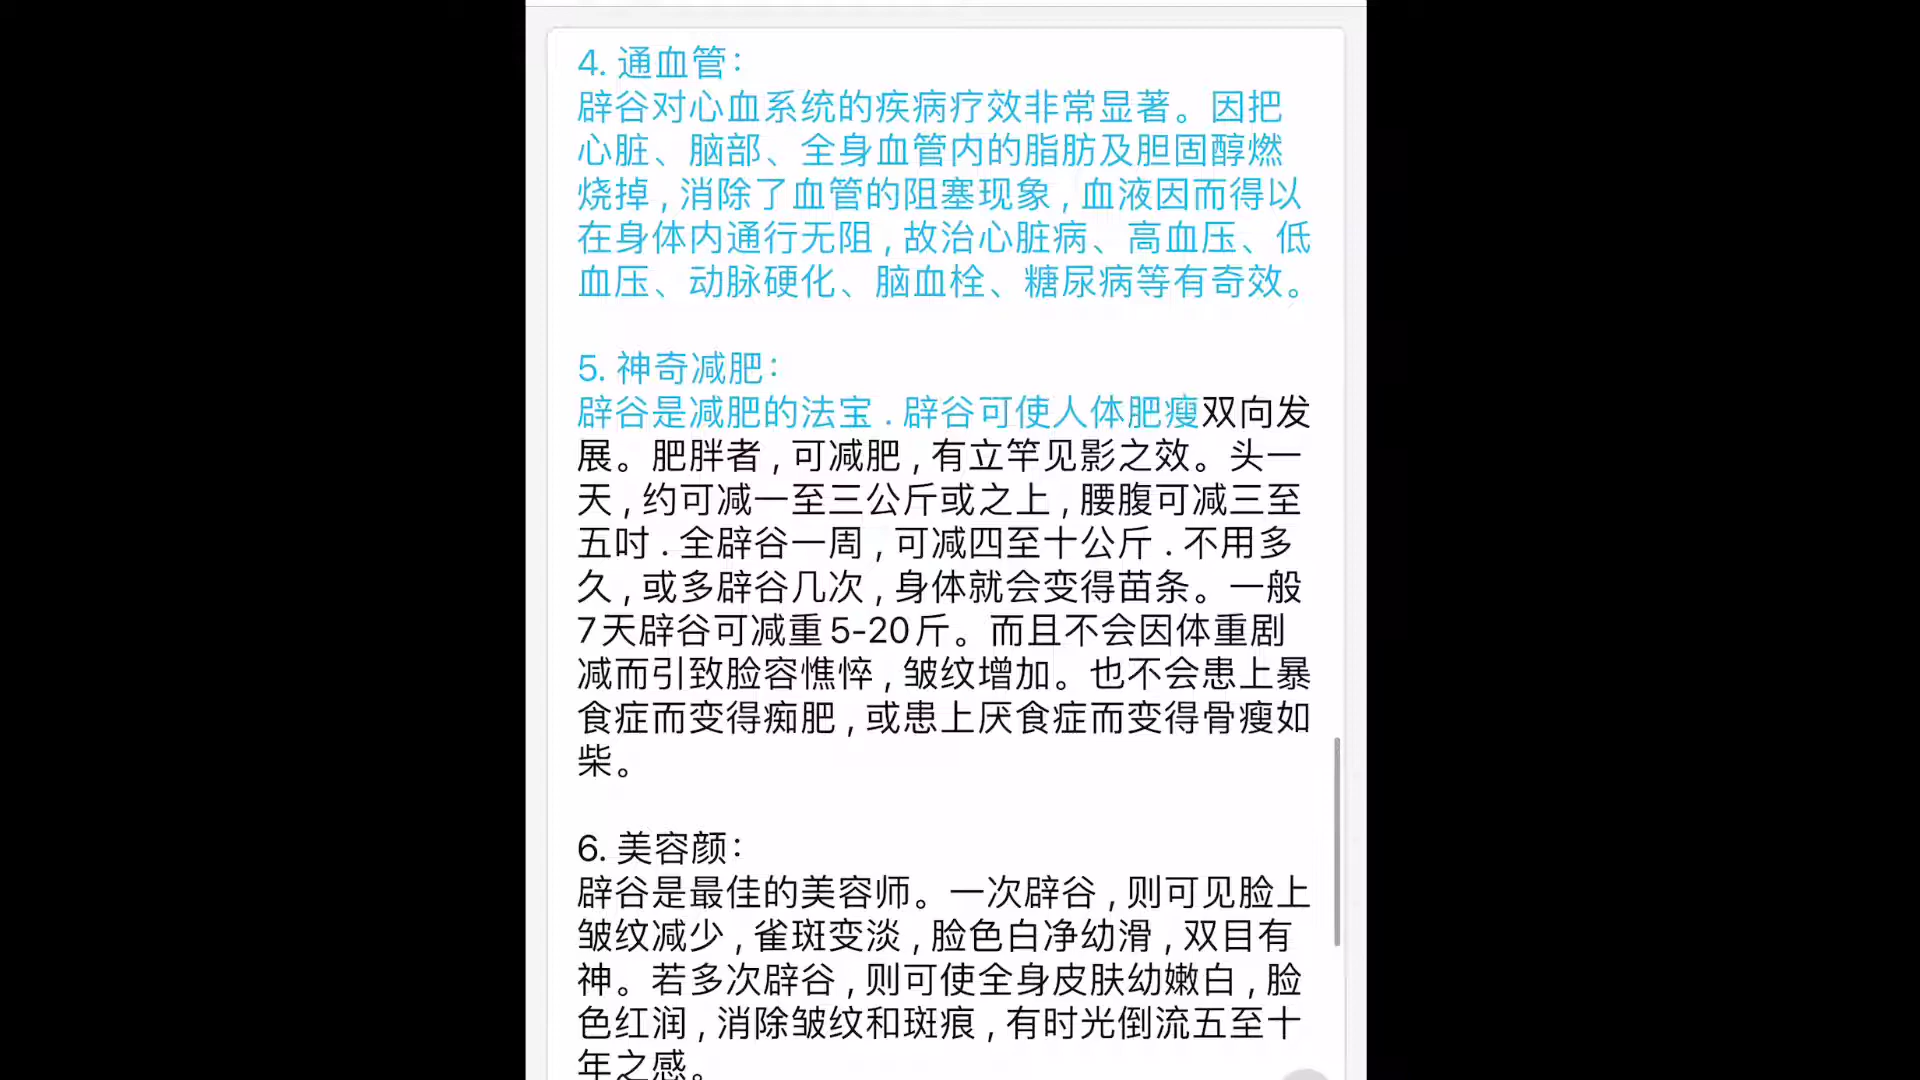 4. 通血管：
辟谷对心血系统的疾病疗效非常显著。因把
心脏、脑部、全身血管内的脂肪及胆固醇燃
烧掉，消除了血管的阻塞现象，血液因而得以
在身体内通行无阻，故治心脏病、高血压、低
血压、动脉硬化、脑血栓、糖尿病等有奇效。
5. 神奇减肥：
辟谷是减肥的法宝．辟谷可使人体肥瘦双向发
展。肥胖者，可减肥，有立竿见影之效。头一
天，约可减一至三公斤或之上，腰腹可减三至
五吋．全辟谷一周，可减四至十公斤．不用多
久，或多辟谷几次，身体就会变得苗条。一般
7天辟谷可减重5-20斤。而且不会因体重剧
减而引致脸容憔悴，皱纹增加。也不会患上暴
食症而变得痴肥，或患上厌食症而变得骨瘦如
柴。
6. 美容颜：
辟谷是最佳的美容师。一次辟谷，则可见脸上
皱纹减少，雀斑变淡，脸色白净幼滑，双目有
神。若多次辟谷，则可使全身皮肤幼嫩白，脸
色红润，消除皱纹和斑痕，有时光倒流五至十
年之感。